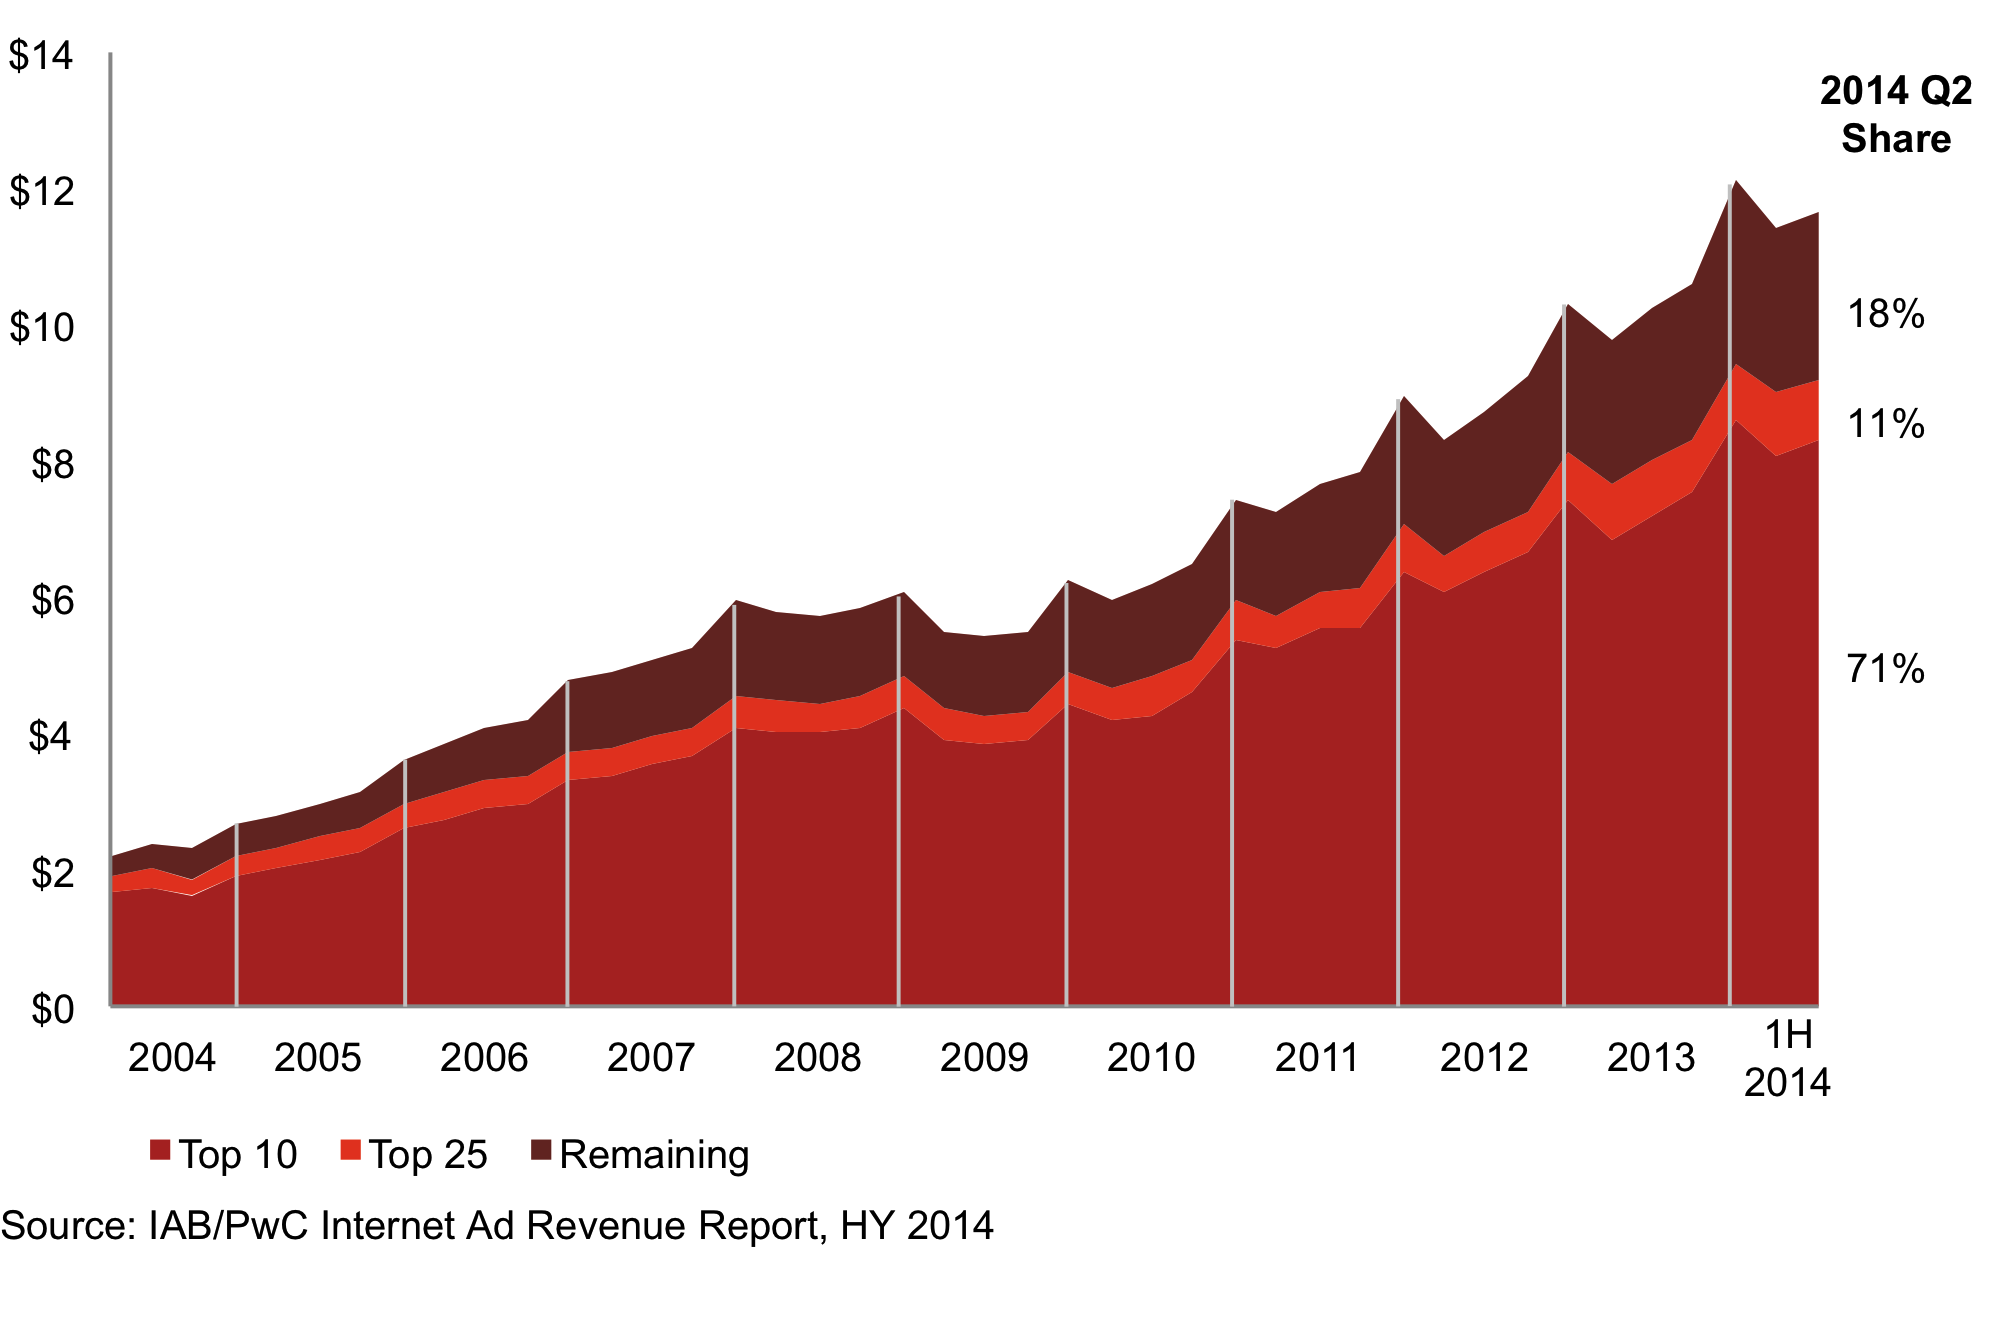 $14
2014 Q2
Share
$12
$10
18%
11%
$8
$6
71%
$4
$2
$0
2004 2005 2006 2007 2008 2009 2010 2011 2012 2013 1H
2014
Top 10 Top 25 Remaining
Source: IAB/PwC Internet Ad Revenue Report, HY 2014